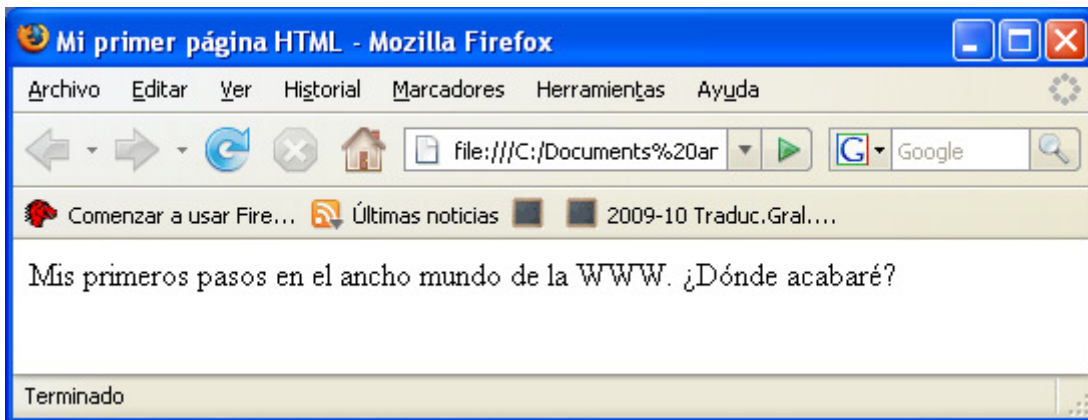 Mi primer página HTML - Mozilla Firefox
Archivo Editar Ver Historial Marcadores Herramientas Ayuda
file:///C:/Documents%20ar G Google
Comenzar a usar Fire... Últimas noticias 2009-10 Traduc.Gral....
Mis primeros pasos en el ancho mundo de la WWW. ¿Dónde acabaré?
Terminado